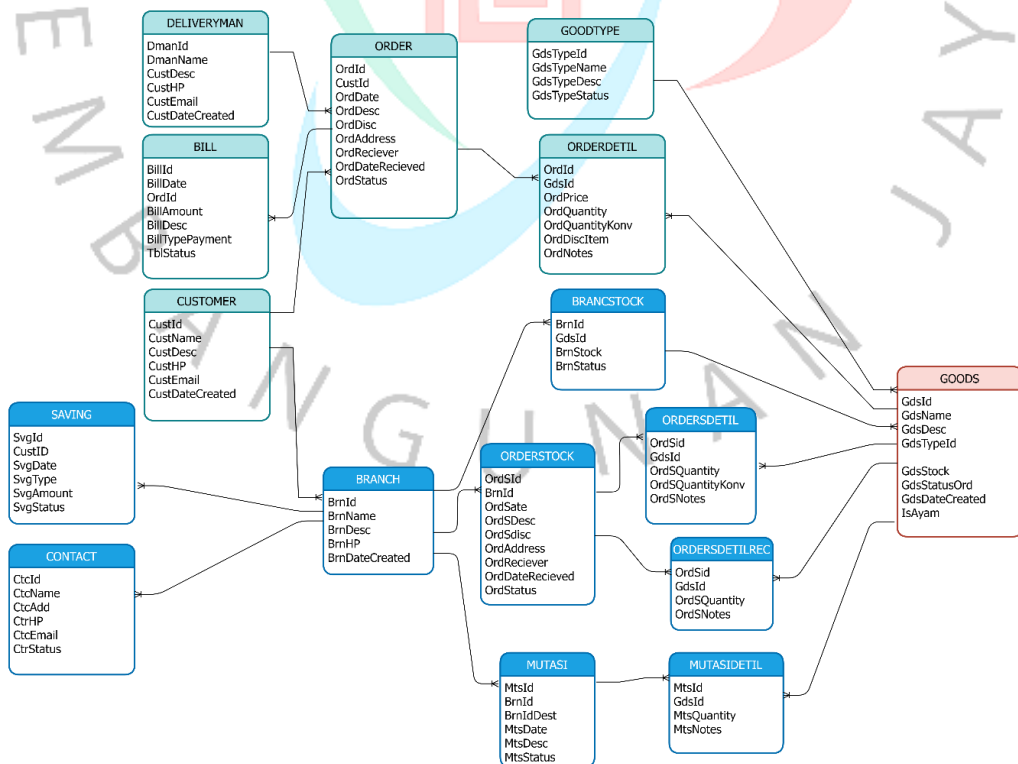 DELIVERYMAN
DmanId
DmanName
CustDesc
CustHP
CustEmail
CustDateCreated
ORDER
OrdId
CustId
OrdDate
OrdDesc
OrdDisc
OrdAddress
OrdReciever
OrdDateRecieved
OrdStatus
GOODTYPE
GdsTypeId
GdsTypeName
GdsTypeDesc
GdsTypeStatus
BILL
BillId
BillDate
OrdId
BillAmount
BillDesc
BillTypePayment
TblStatus
ORDERDETIL
OrdId
GdsId
OrdPrice
OrdQuantity
OrdQuantityKonv
OrdDiscItem
OrdNotes
CUSTOMER
CustId
CustName
CustDesc
CustHP
CustEmail
CustDateCreated
BRANCSTOCK
BrnId
GdsId
BrnStock
BrnStatus
GOODS
GdsId
GdsName
GdsDesc
GdsTypeId
GdsStock
GdsStatusOrd
GdsDateCreated
IsAyam
SAVING
SvgId
CustID
SvgDate
SvgType
SvgAmount
SvgStatus
BRANCH
BrnId
BrnName
BrnDesc
BrnHP
BrnDateCreated
ORDERSTOCK
OrdSId
BrnId
OrdSate
OrdSDesc
OrdSdisc
OrdAddress
OrdReciever
OrdDateRecieved
OrdStatus
ORDERSDETIL
OrdSid
GdsId
OrdSQuantity
OrdSQuantityKonv
OrdSNotes
CONTACT
CtcId
CtcName
CtcAdd
CtrHP
CtcEmail
CtrStatus
ORDERSDETILREC
OrdSid
GdsId
OrdSQuantity
OrdSNotes
MUTASI
MtsId
BrnId
BrnIdDest
MtsDate
MtsDesc
MtsStatus
MUTASIDETIL
MtsId
GdsId
MtsQuantity
MtsNotes
EMBANGUNAN JAY